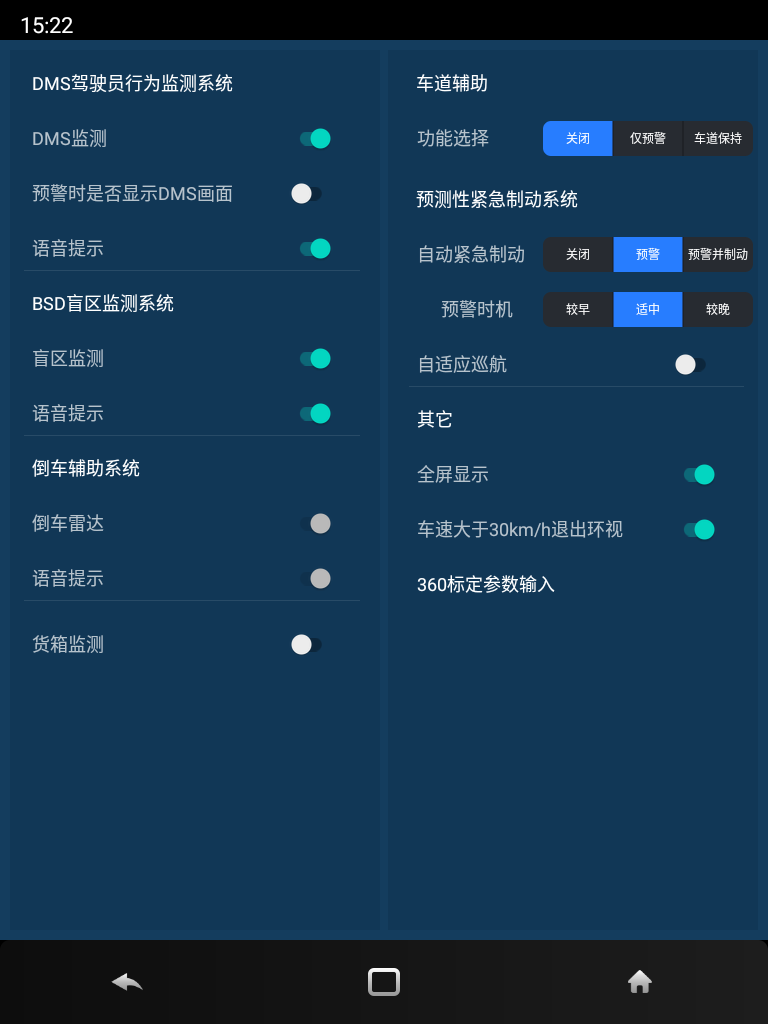 15:22
DMS驾驶员行为监测系统
DMS监测
预警时是否显示DMS画面
语音提示
BSD盲区监测系统
盲区监测
语音提示
倒车辅助系统
倒车雷达
语音提示
货箱监测
车道辅助
功能选择 关闭 仅预警 车道保持
预测性紧急制动系统
自动紧急制动 关闭 预警 预警并制动
预警时机 较早 适中 较晚
自适应巡航
其它
全屏显示
车速大于30km/h退出环视
360标定参数输入